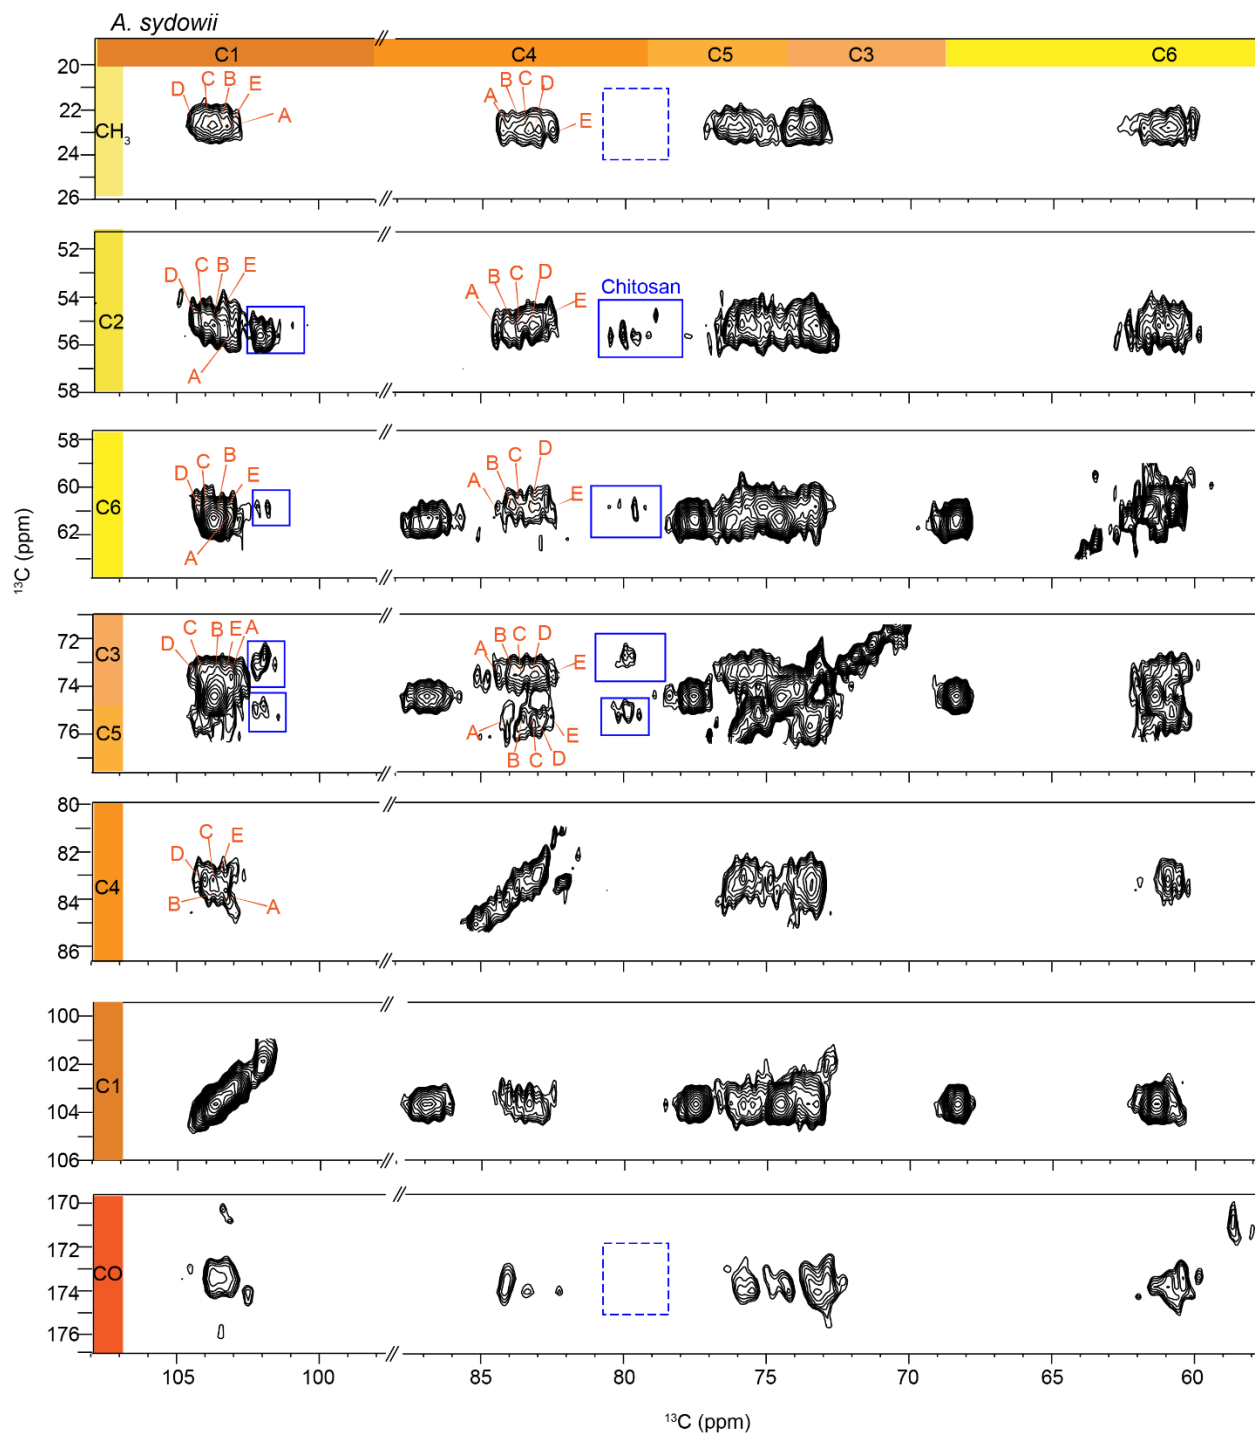 A. sydowii
C1 C4 C5 C3 C6
20
22
24
26
CH3
D C B E A
A B C D E
52
54
56
58
C2
D C B E
A
A B C D E
Chitosan
58
60
62
C6
D C B E
A
A B C D E
13C (ppm)
72
74
76
C3
C5
D C B E A
A B C D E
A B C D E
80
82
84
86
C4
D C E
B A
100
102
104
106
C1
170
172
174
176
CO
105 100 85 80 75 70 65 60
13C (ppm)